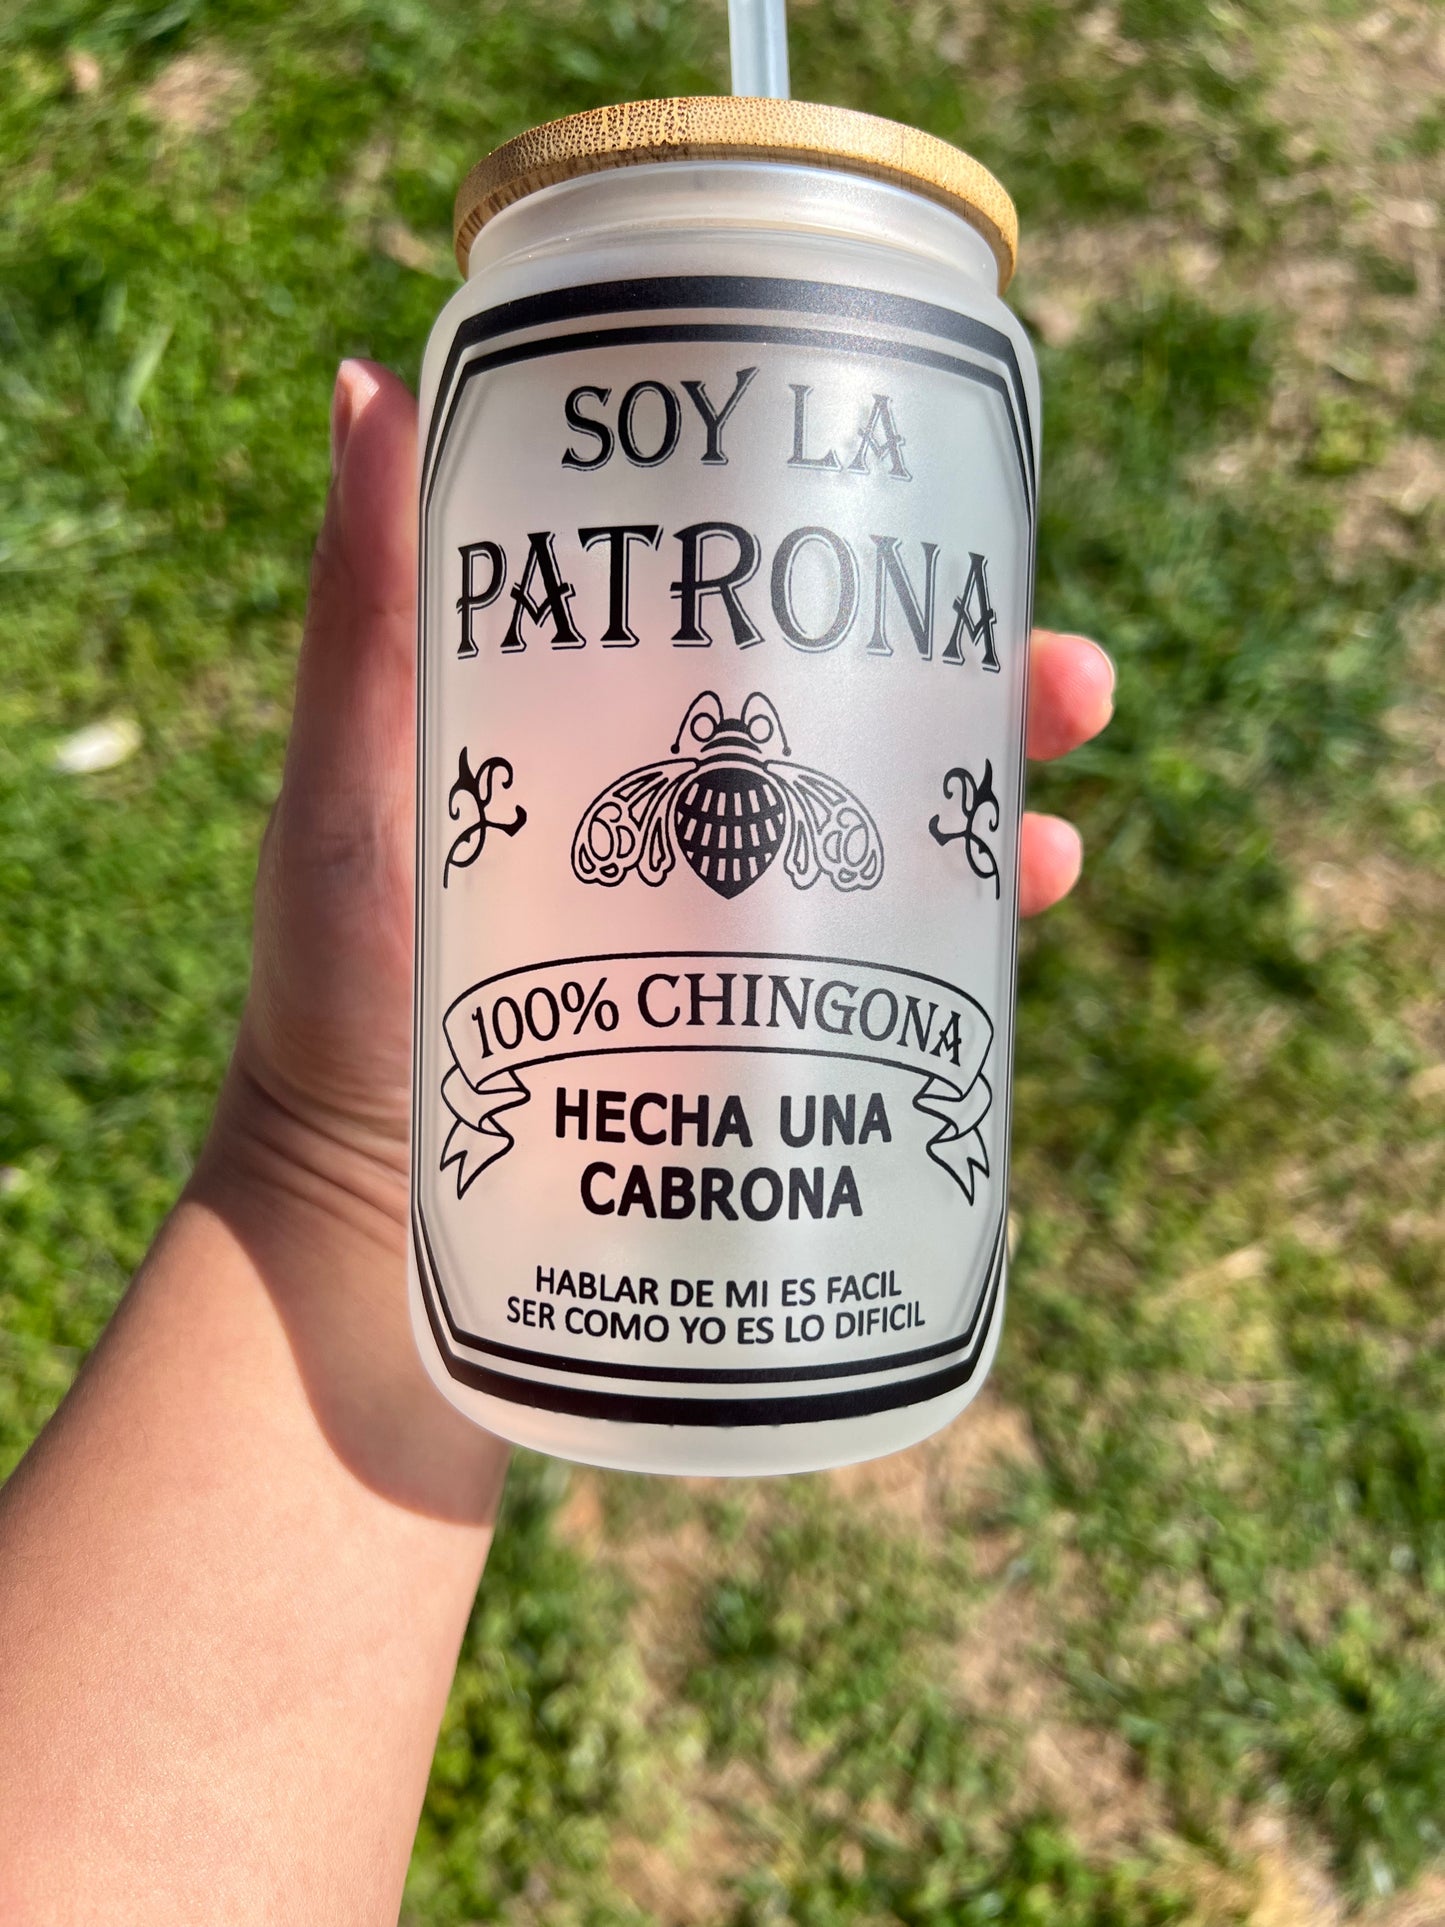 SOY LA
PATRONA
100% CHINGONA
HECHA UNA
CABRONA
HABLAR DE MI ES FACIL
SER COMO YO ES LO DIFICIL